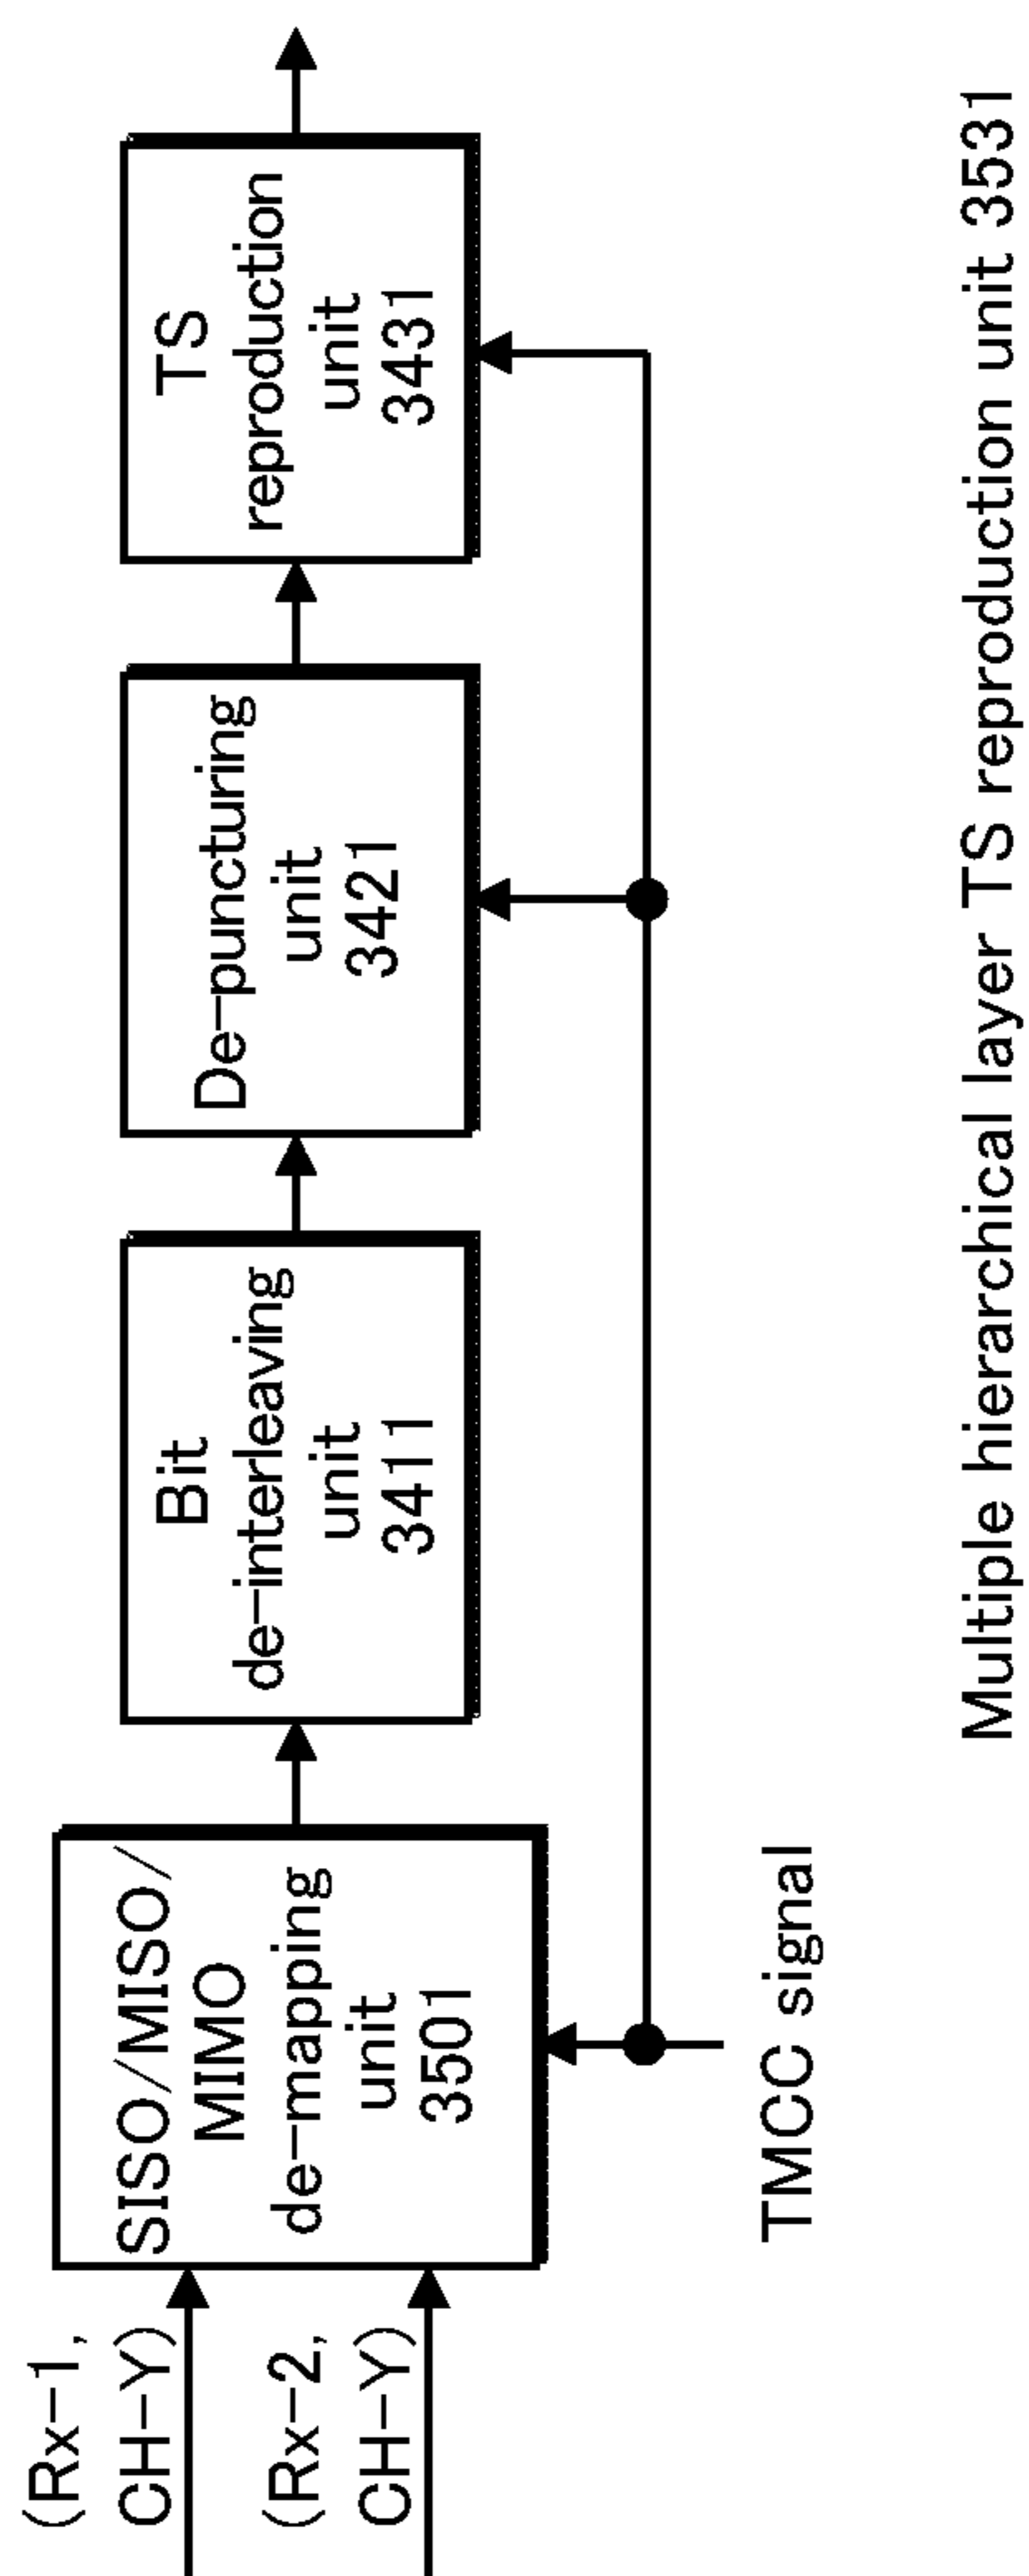 (Rx-1,
CH-Y)
(Rx-2,
CH-Y)
SISO/MISO/
MIMO
de-mapping
unit
3501
Bit
de-interleaving
unit
3411
De-puncturing
unit
3421
TS
reproduction
unit
3431
TMCC signal
Multiple hierarchical layer TS reproduction unit 3531